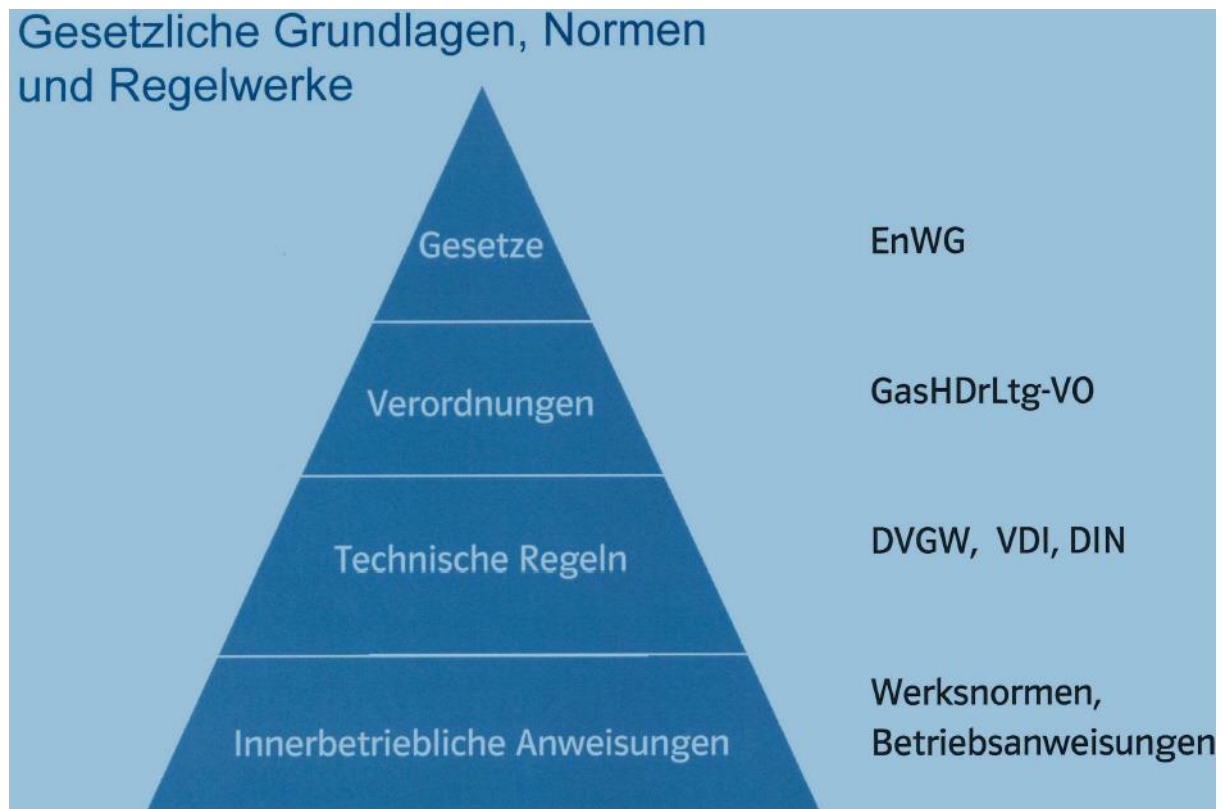 Gesetzliche Grundlagen, Normen
und Regelwerke
Gesetze
EnWG
Verordnungen
GasHDrLtg-VO
Technische Regeln
DVGW, VDI, DIN
Innerbetriebliche Anweisungen
Werksnormen,
Betriebsanweisungen